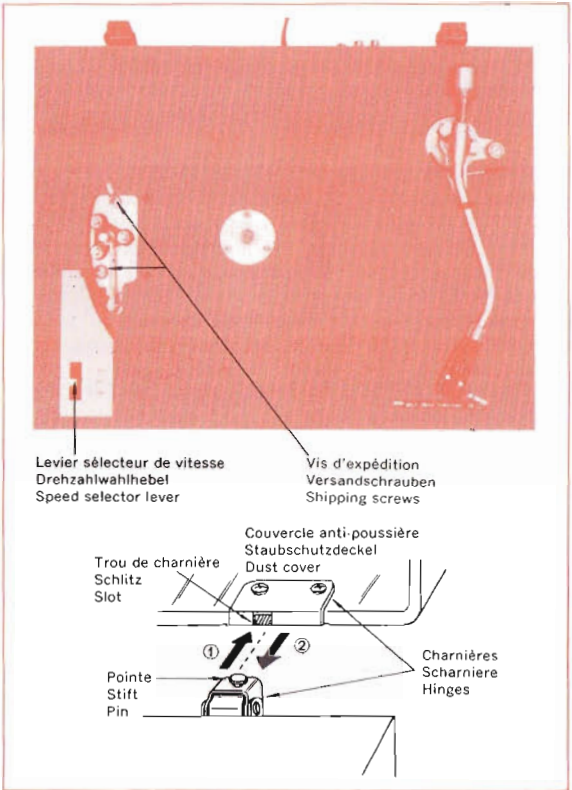 Levier sélecteur de vitesse
Drehzahlwahlhebel
Speed selector lever
Vis d'expédition
Versandschrauben
Shipping screws
Couvercle anti-poussière
Staubschutzdeckel
Dust cover
Trou de charnière
Schlitz
Slot
① ②
Charnières
Scharniere
Hinges
Pointe
Stift
Pin